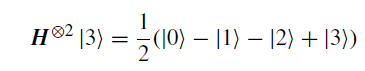 H⊗2 |3⟩ = 1/2 (|0⟩ − |1⟩ − |2⟩ + |3⟩)